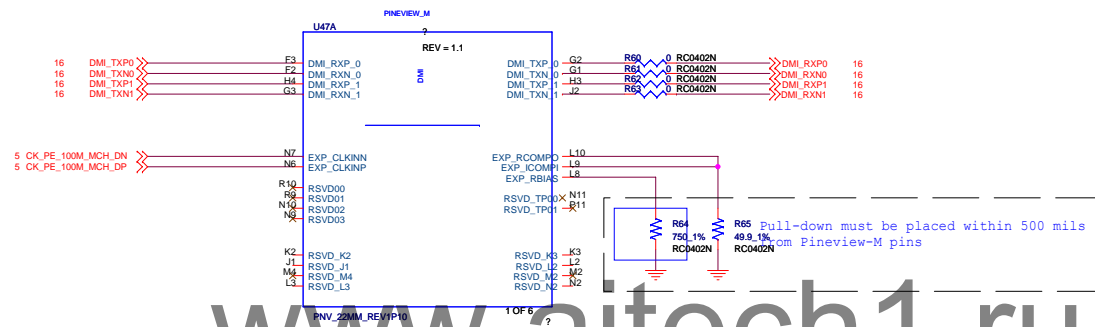 PINEVIEW_M
U47A
?
REV = 1.1
16 DMI_TXP0 F3 DMI_RXP_0 DMI_TXP_0 G2 R60 0 RC0402N DMI_RXP0 16
16 DMI_TXN0 F2 DMI_RXN_0 DMI DMI_TXN_0 G1 R61 0 RC0402N DMI_RXN0 16
16 DMI_TXP1 H4 DMI_RXP_1 DMI_TXP_1 H3 R62 0 RC0402N DMI_RXP1 16
16 DMI_TXN1 G3 DMI_RXN_1 DMI_TXN_1 J2 R63 0 RC0402N DMI_RXN1 16
5 CK_PE_100M_MCH_DN N7 EXP_CLKINN EXP_RCOMPO L10
5 CK_PE_100M_MCH_DP N6 EXP_CLKINP EXP_ICOMPI L9
EXP_RBIAS L8
R10 RSVD00
R9 RSVD01 RSVD_TP00 N11
N10 RSVD02 RSVD_TP01 P11
N9 RSVD03
R64 R65 Pull-down must be placed within 500 mils
750_1% 49.9_1% from Pineview-M pins
RC0402N RC0402N
K2 RSVD_K2 RSVD_K3 K3
J1 RSVD_J1 RSVD_L2 L2
M4 RSVD_M4 RSVD_M2 M2
L3 RSVD_L3 RSVD_N2 N2
PNV_22MM_REV1P10 1 OF 6
?
www.aitech1.ru